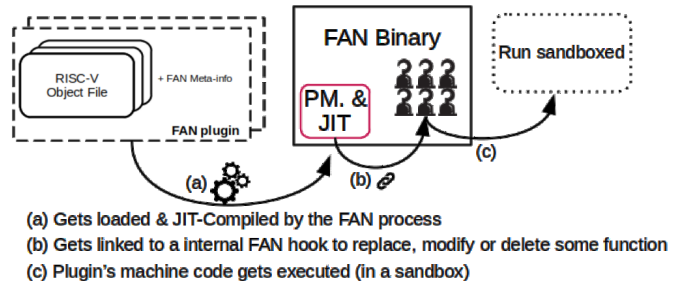 RISC-V
Object File
+ FAN Meta-info
FAN plugin
FAN Binary
PM. &
JIT
Run sandboxed
(a)
(b)
(c)
(a) Gets loaded & JIT-Compiled by the FAN process
(b) Gets linked to a internal FAN hook to replace, modify or delete some function
(c) Plugin's machine code gets executed (in a sandbox)